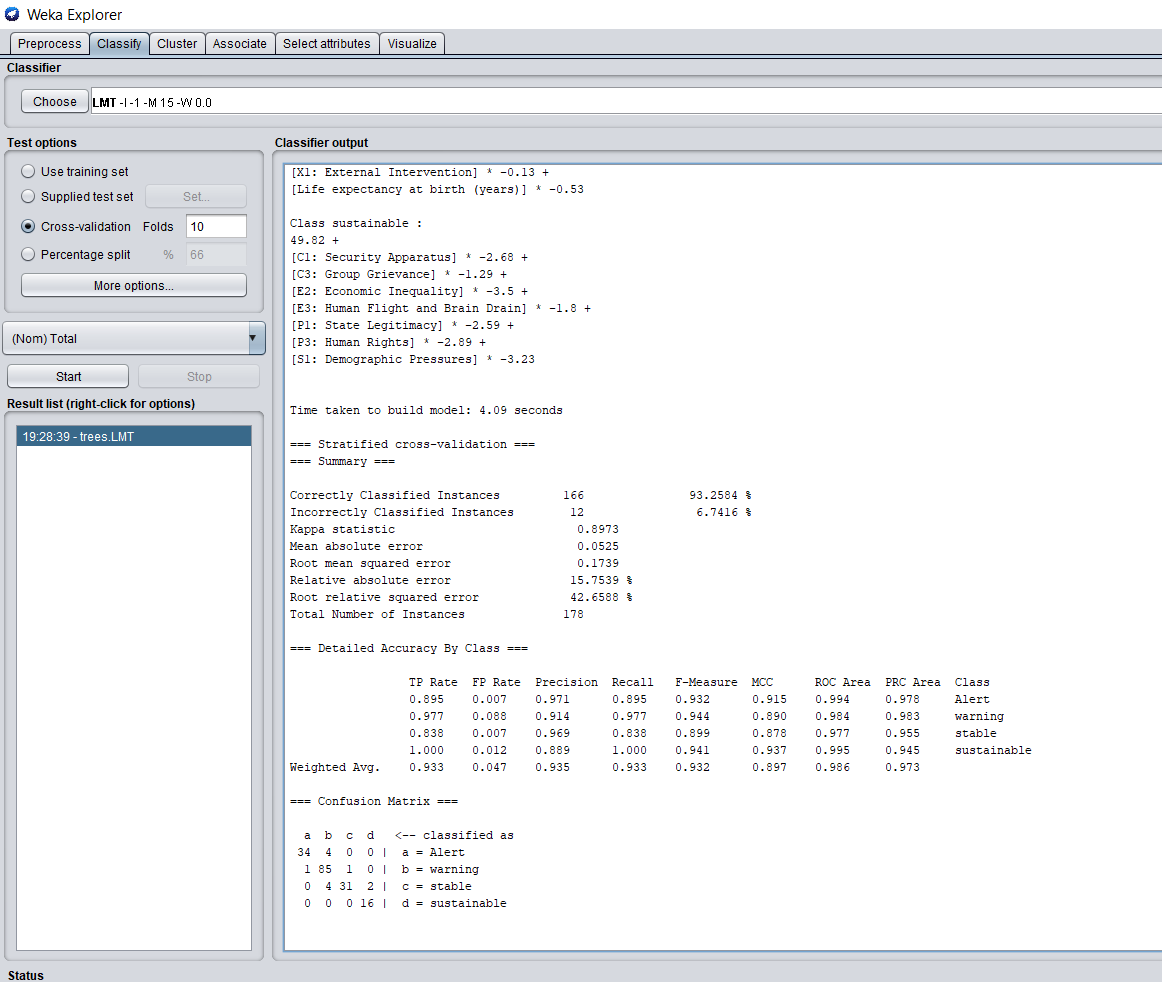 Weka Explorer
Preprocess Classify Cluster Associate Select attributes Visualize
Classifier
Choose LMT -I -1 -M 15 -W 0.0
Test options
Use training set
Supplied test set Set...
Cross-validation Folds 10
Percentage split % 66
More options...
(Nom) Total
Start Stop
Result list (right-click for options)
19:28:39 - trees.LMT
Classifier output
[X1: External Intervention] * -0.13 +
[Life expectancy at birth (years)] * -0.53
Class sustainable :
49.82 +
[C1: Security Apparatus] * -2.68 +
[C3: Group Grievance] * -1.29 +
[E2: Economic Inequality] * -3.5 +
[E3: Human Flight and Brain Drain] * -1.8 +
[P1: State Legitimacy] * -2.59 +
[P3: Human Rights] * -2.89 +
[S1: Demographic Pressures] * -3.23
Time taken to build model: 4.09 seconds
=== Stratified cross-validation ===
=== Summary ===
Correctly Classified Instances 166 93.2584 %
Incorrectly Classified Instances 12 6.7416 %
Kappa statistic 0.8973
Mean absolute error 0.0525
Root mean squared error 0.1739
Relative absolute error 15.7539 %
Root relative squared error 42.6588 %
Total Number of Instances 178
=== Detailed Accuracy By Class ===
TP Rate FP Rate Precision Recall F-Measure MCC ROC Area PRC Area Class
0.895 0.007 0.971 0.895 0.932 0.915 0.994 0.978 Alert
0.977 0.088 0.914 0.977 0.944 0.890 0.984 0.983 warning
0.838 0.007 0.969 0.838 0.899 0.878 0.977 0.955 stable
1.000 0.012 0.889 1.000 0.941 0.937 0.995 0.945 sustainable
Weighted Avg. 0.933 0.047 0.935 0.933 0.932 0.897 0.986 0.973
=== Confusion Matrix ===
a b c d <-- classified as
34 4 0 0 | a = Alert
1 85 1 0 | b = warning
0 4 31 2 | c = stable
0 0 0 16 | d = sustainable
Status